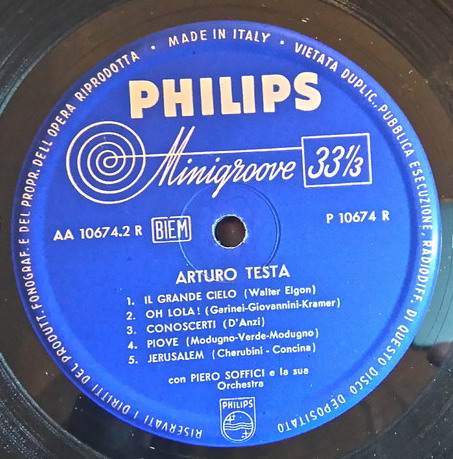 RISERVATI I DIRITTI DEL PRODUTT. FONOGRAF. E DEL PROPR. DELL'OPERA RIPRODOTTA • MADE IN ITALY • VIETATA DUPLIC., PUBBLICA ESECUZIONE, RADIODIFF. DI QUESTO DISCO DEPOSITATO
PHILIPS
Minigroove 33⅓
AA 10674.2 R BIEM P 10674 R
ARTURO TESTA
1. IL GRANDE CIELO (Walter Elgon)
2. OH LOLA! (Garinei-Giovannini-Kramer)
3. CONOSCERTI (D'Anzi)
4. PIOVE (Modugno-Verde-Modugno)
5. JERUSALEM (Cherubini - Concina)
con PIERO SOFFICI e la sua
Orchestra
PHILIPS